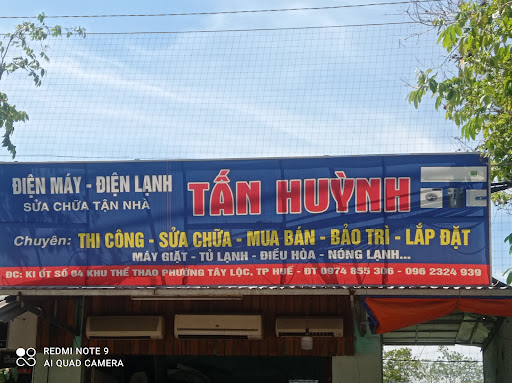 ĐIỆN MÁY - ĐIỆN LẠNH
SỬA CHỮA TẬN NHÀ
TẤN HUỲNH
Chuyên: THI CÔNG - SỬA CHỮA - MUA BÁN - BẢO TRÌ - LẮP ĐẶT
MÁY GIẶT - TỦ LẠNH - ĐIỀU HÒA - NÓNG LẠNH...
ĐC: KI ỐT SỐ 04 KHU THỂ THAO PHƯỜNG TÂY LỘC, TP HUẾ - ĐT 0974 855 306 - 096 2324 939
REDMI NOTE 9
AI QUAD CAMERA